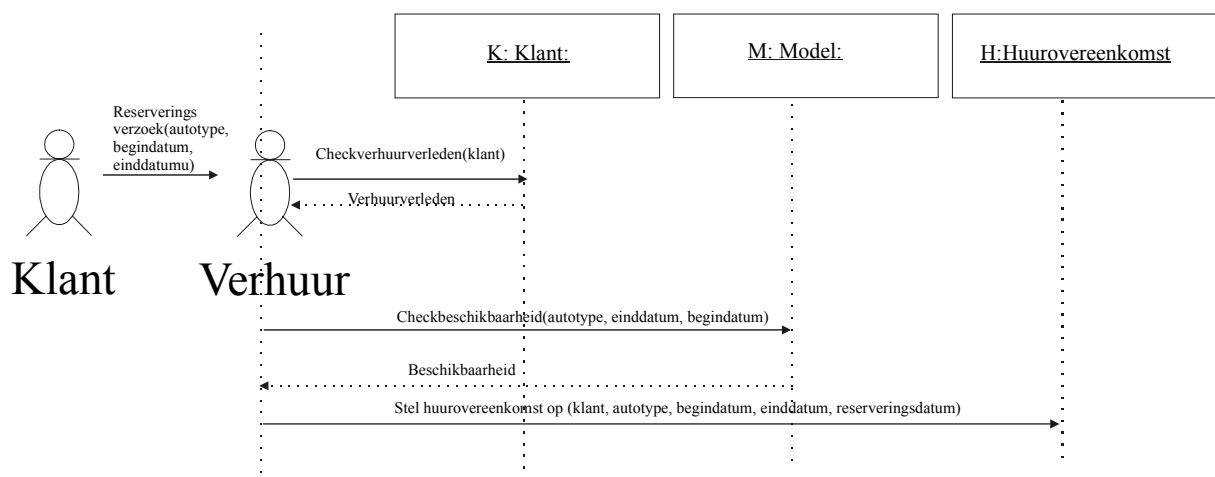 K: Klant:
M: Model:
H:Huurovereenkomst
Reserverings
verzoek(autotype,
begindatum,
einddatumu)
Checkverhuurverleden(klant)
Verhuurverleden
Klant
Verhuur
Checkbeschikbaarheid(autotype, einddatum, begindatum)
Beschikbaarheid
Stel huurovereenkomst op (klant, autotype, begindatum, einddatum, reserveringsdatum)